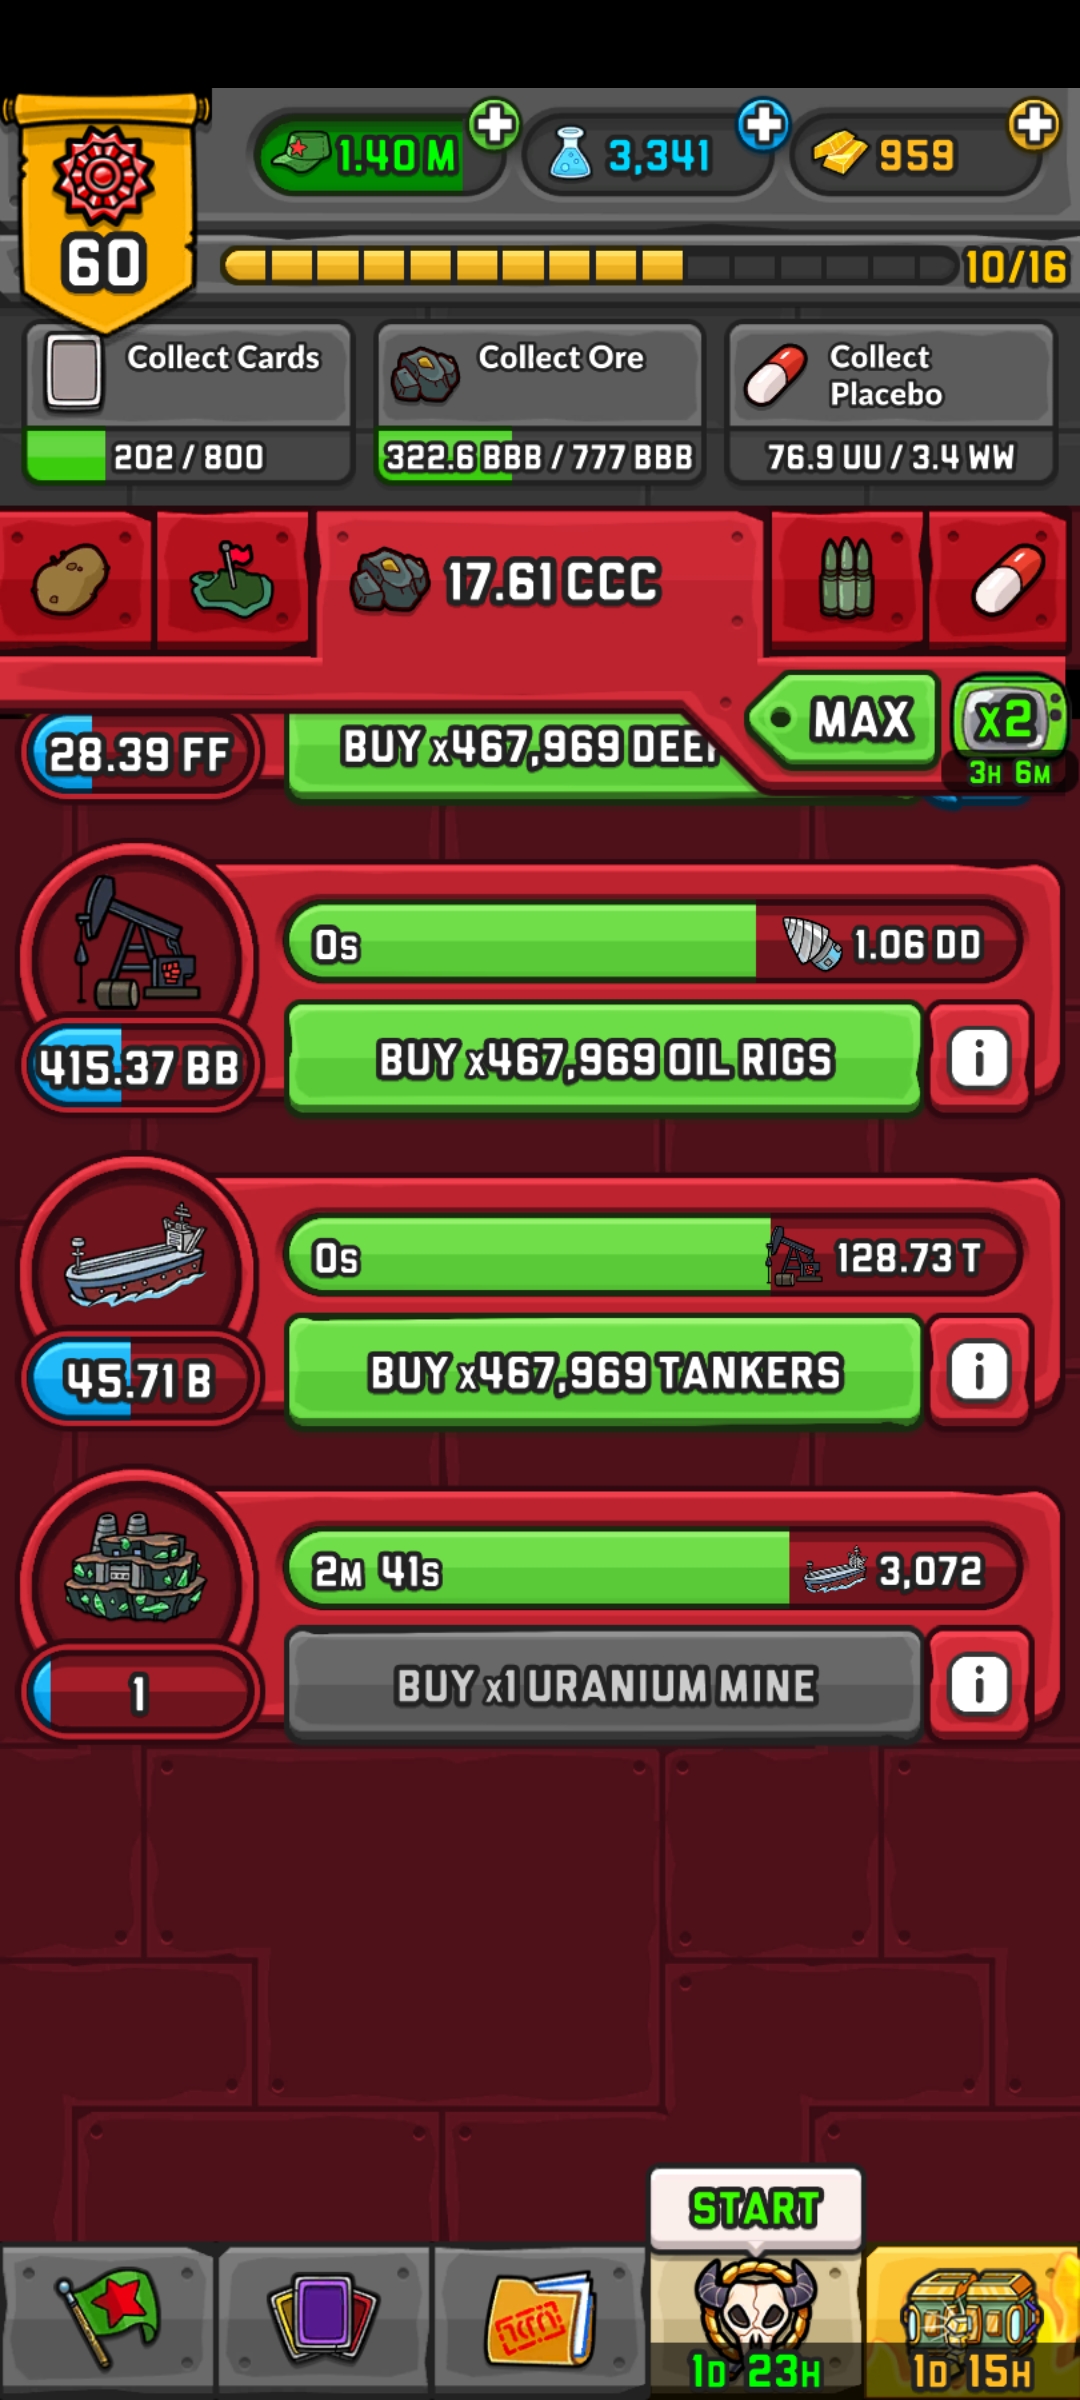 1.40 M
3,341
959
60
10/16
Collect Cards
202 / 800
Collect Ore
322.6 BBB / 777 BBB
Collect
Placebo
76.9 UU / 3.4 WW
17.61 CCC
MAX
x2
3H 6M
28.39 FF
BUY x467,969
0s
1.06 DD
415.37 BB
BUY x467,969 OIL RIGS
i
0s
128.73 T
45.71 B
BUY x467,969 TANKERS
i
2M 41s
3,072
1
BUY x1 URANIUM MINE
i
START
1D 23H
1D 15H